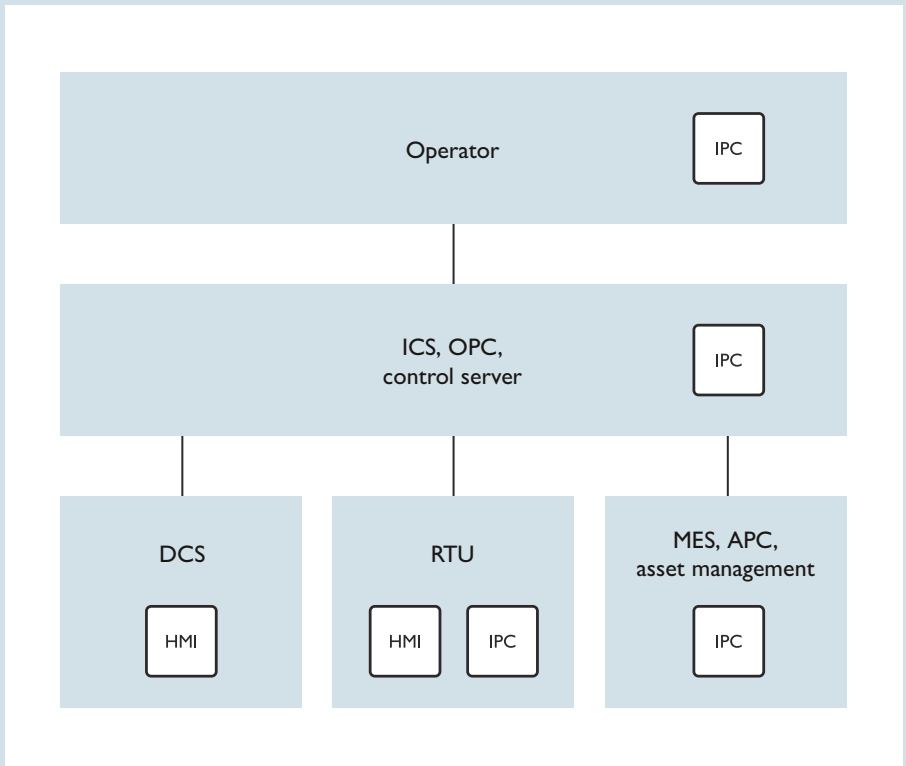 Operator
IPC
ICS, OPC,
control server
IPC
DCS
HMI
RTU
HMI
IPC
MES, APC,
asset management
IPC